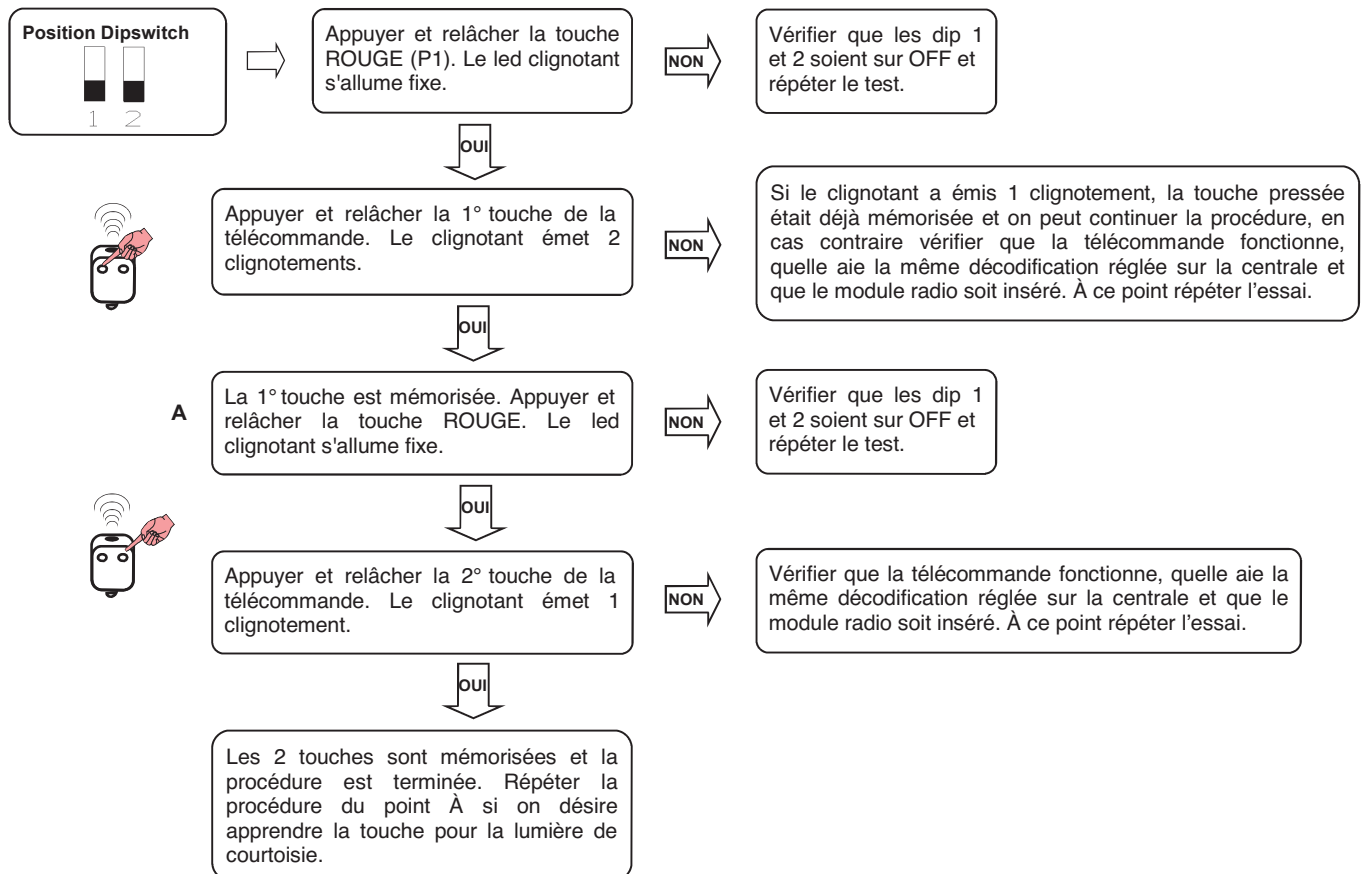 Position Dipswitch
1 2
Appuyer et relâcher la touche
ROUGE (P1). Le led clignotant
s'allume fixe.
NON
Vérifier que les dip 1
et 2 soient sur OFF et
répéter le test.
OUI
Appuyer et relâcher la 1° touche de la
télécommande. Le clignotant émet 2
clignotements.
NON
Si le clignotant a émis 1 clignotement, la touche pressée
était déjà mémorisée et on peut continuer la procédure, en
cas contraire vérifier que la télécommande fonctionne,
quelle aie la même décodification réglée sur la centrale et
que le module radio soit inséré. À ce point répéter l'essai.
OUI
A
La 1° touche est mémorisée. Appuyer et
relâcher la touche ROUGE. Le led
clignotant s'allume fixe.
NON
Vérifier que les dip 1
et 2 soient sur OFF et
répéter le test.
OUI
Appuyer et relâcher la 2° touche de la
télécommande. Le clignotant émet 1
clignotement.
NON
Vérifier que la télécommande fonctionne, quelle aie la
même décodification réglée sur la centrale et que le
module radio soit inséré. À ce point répéter l'essai.
OUI
Les 2 touches sont mémorisées et la
procédure est terminée. Répéter la
procédure du point À si on désire
apprendre la touche pour la lumière de
courtoisie.